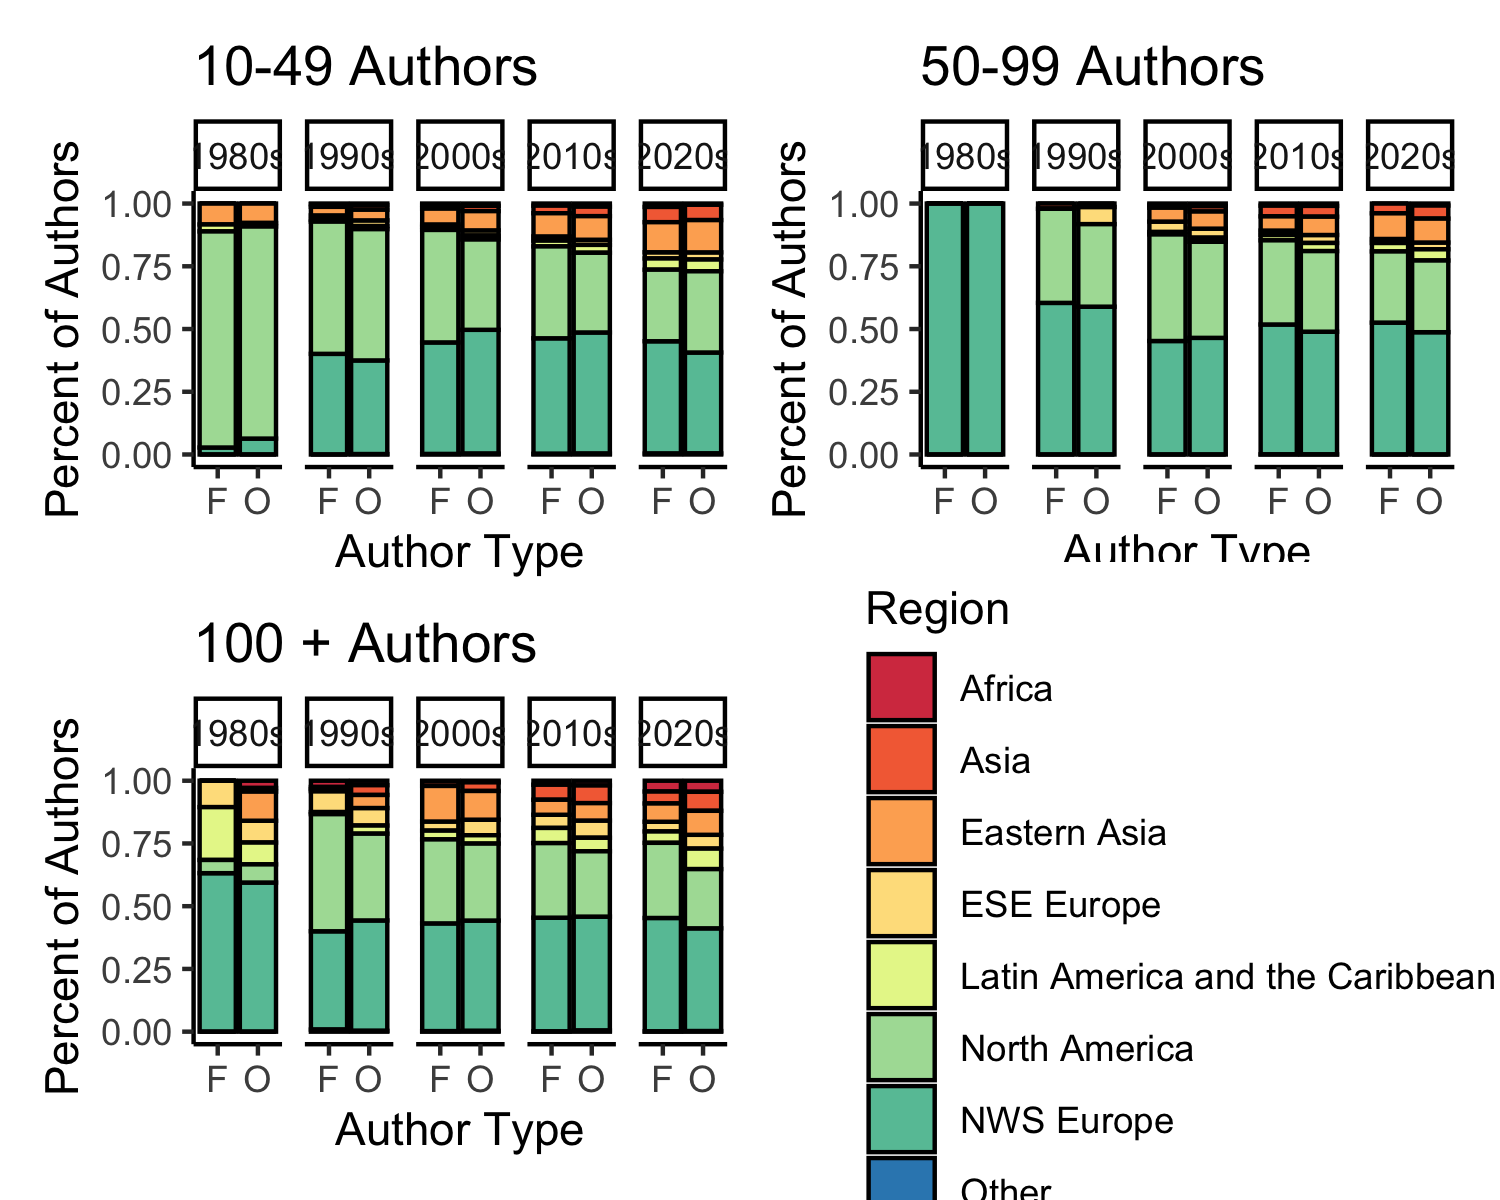 10-49 Authors
1980s 1990s 2000s 2010s 2020s
Percent of Authors
1.00
0.75
0.50
0.25
0.00
F O F O F O F O F O
Author Type
50-99 Authors
1980s 1990s 2000s 2010s 2020s
Percent of Authors
1.00
0.75
0.50
0.25
0.00
F O F O F O F O F O
Author Type
100 + Authors
1980s 1990s 2000s 2010s 2020s
Percent of Authors
1.00
0.75
0.50
0.25
0.00
F O F O F O F O F O
Author Type
Region
Africa
Asia
Eastern Asia
ESE Europe
Latin America and the Caribbean
North America
NWS Europe
Other